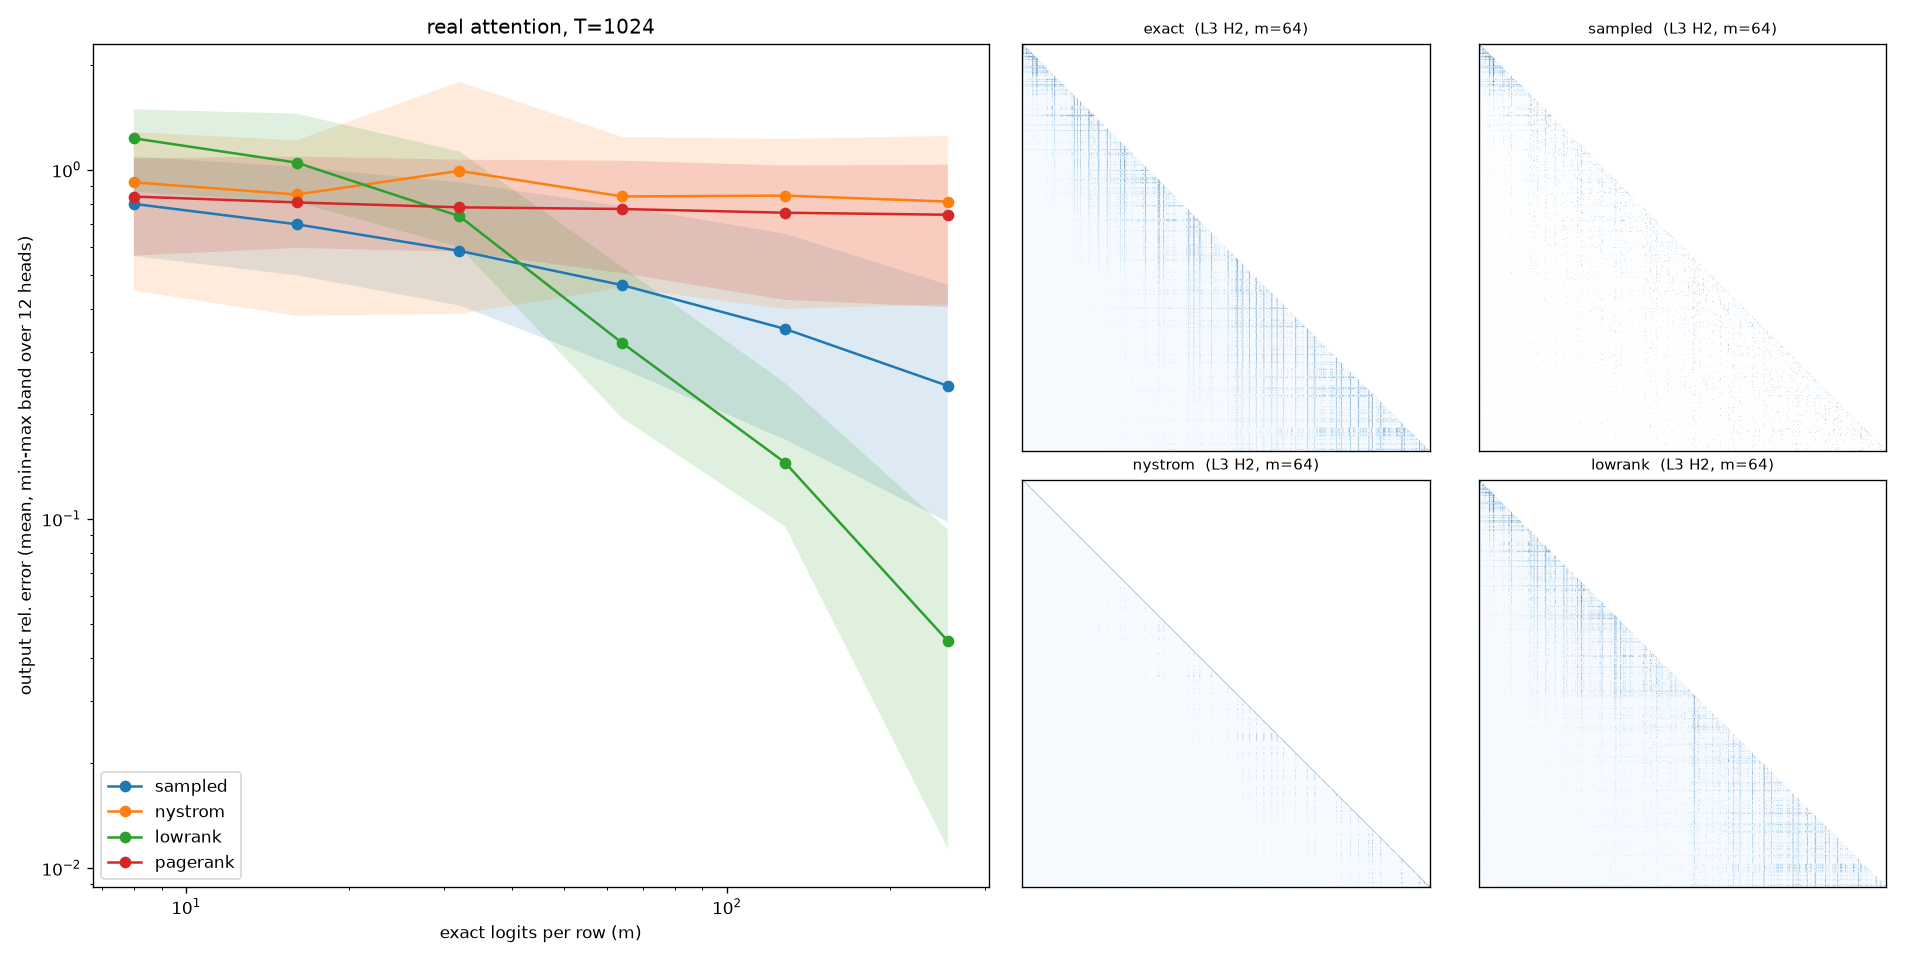 real attention, T=1024
output rel. error (mean, min-max band over 12 heads)
10⁰
10⁻¹
10⁻²
10¹
10²
exact logits per row (m)
sampled
nystrom
lowrank
pagerank
exact (L3 H2, m=64)
sampled (L3 H2, m=64)
nystrom (L3 H2, m=64)
lowrank (L3 H2, m=64)